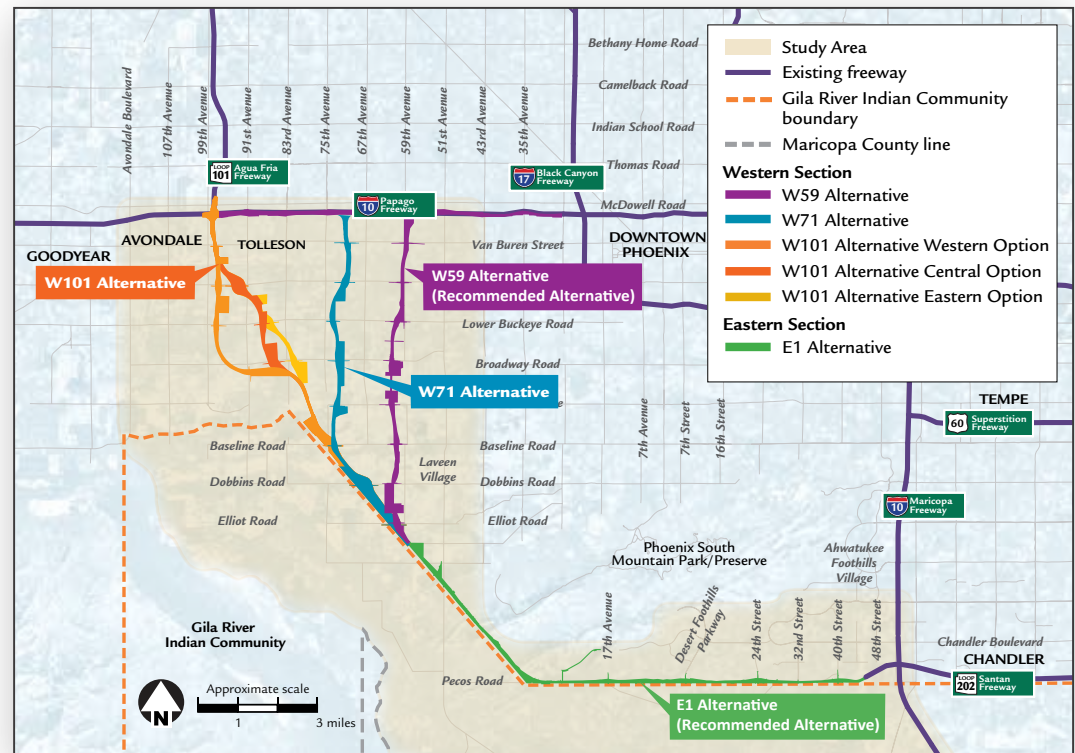 Bethany Home Road
Camelback Road
Indian School Road
Thomas Road
McDowell Road
Avondale Boulevard
107th Avenue
99th Avenue
91st Avenue
83rd Avenue
75th Avenue
67th Avenue
59th Avenue
51st Avenue
43rd Avenue
35th Avenue
Study Area
Existing freeway
Gila River Indian Community
boundary
Maricopa County line
Western Section
W59 Alternative
W71 Alternative
W101 Alternative Western Option
W101 Alternative Central Option
W101 Alternative Eastern Option
Eastern Section
E1 Alternative
LOOP
101
Agua Fria
Freeway
17
Black Canyon
Freeway
10
Papago
Freeway
AVONDALE
TOLLESON
GOODYEAR
Van Buren Street
DOWNTOWN
PHOENIX
W101 Alternative
W59 Alternative
(Recommended Alternative)
Lower Buckeye Road
Broadway Road
W71 Alternative
TEMPE
60
Superstition
Freeway
7th Avenue
7th Street
16th Street
Baseline Road
Baseline Road
Laveen
Village
Dobbins Road
Dobbins Road
Elliot Road
Elliot Road
10
Maricopa
Freeway
Phoenix South
Mountain Park/Preserve
Ahwatukee
Foothills
Village
Gila River
Indian Community
17th Avenue
Desert Foothills
Parkway
24th Street
32nd Street
40th Street
48th Street
Chandler Boulevard
CHANDLER
LOOP
202
Santan
Freeway
Pecos Road
E1 Alternative
(Recommended Alternative)
N
Approximate scale
1
3 miles